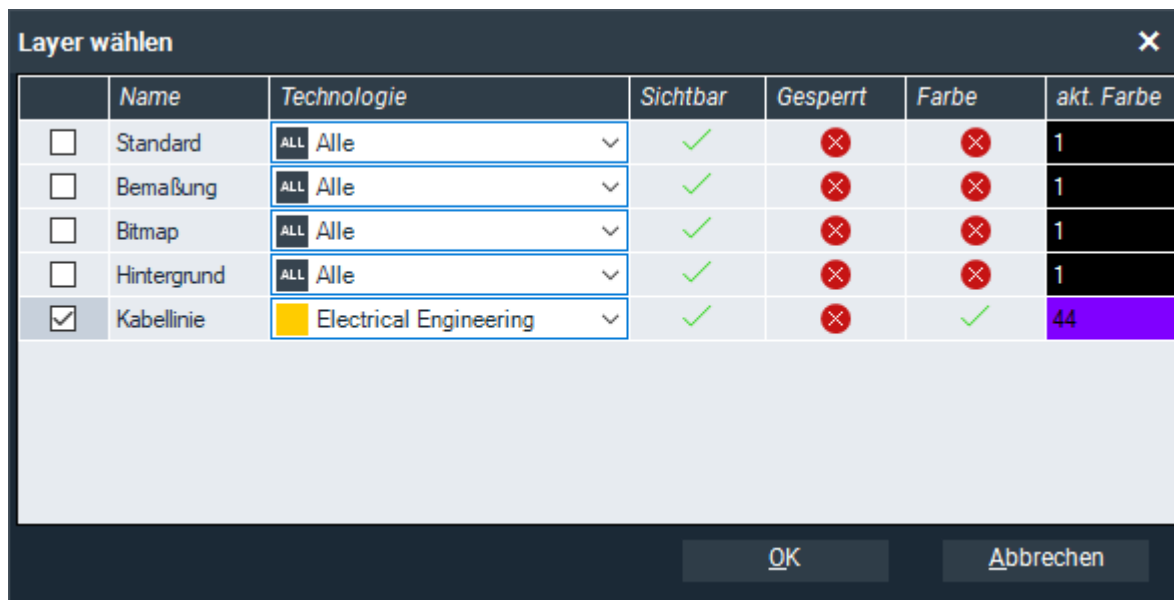 Layer wählen
Name Technologie Sichtbar Gesperrt Farbe akt. Farbe
Standard ALL Alle 1
Bemaßung ALL Alle 1
Bitmap ALL Alle 1
Hintergrund ALL Alle 1
Kabellinie Electrical Engineering 44
OK Abbrechen